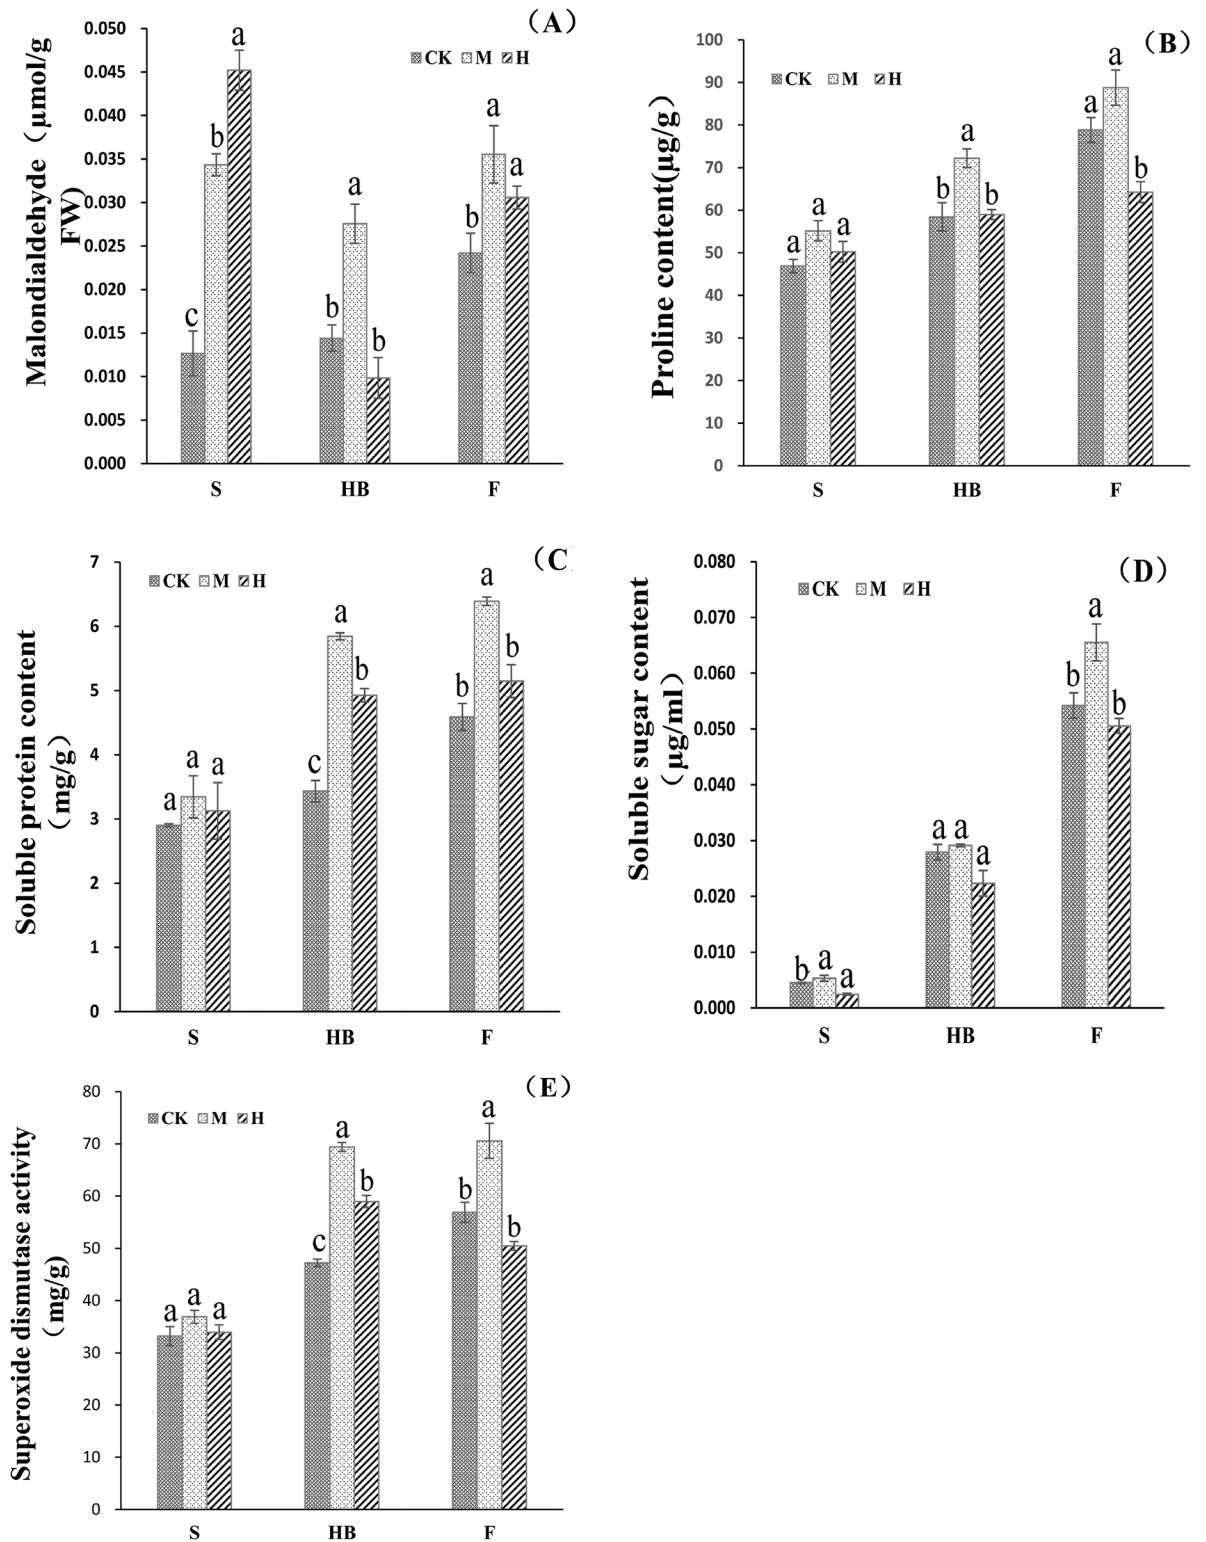 (A)
Malondialdehyde（μmol/g
FW)
CK M H
0.050
0.045
0.040
0.035
0.030
0.025
0.020
0.015
0.010
0.005
0.000
c b a
b a b
b a a
S HB F
(B)
Proline content(μg/g)
CK M H
100
90
80
70
60
50
40
30
20
10
0
a a a
b a b
a a b
S HB F
（C
Soluble protein content
（mg/g）
CK M H
7
6
5
4
3
2
1
0
a a a
c a b
b a b
S HB F
（D）
Soluble sugar content
（μg/ml）
CK M H
0.080
0.070
0.060
0.050
0.040
0.030
0.020
0.010
0.000
b a a
a a a
b a b
S HB F
（E）
Superoxide dismutase activity
（mg/g)
CK M H
80
70
60
50
40
30
20
10
0
a a a
c a b
b a b
S HB F